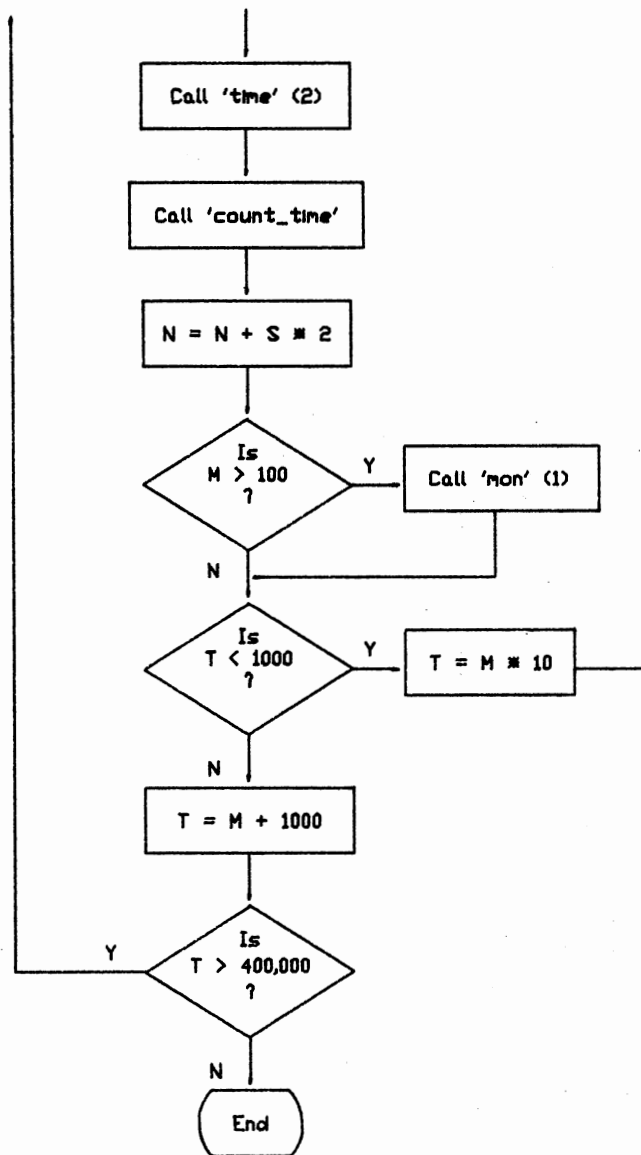 Call 'time' (2)
Call 'count_time'
N = N + S * 2
Is
M > 100
?
Y
Call 'mon' (1)
N
Is
T < 1000
?
Y
T = M * 10
N
T = M + 1000
Is
T > 400,000
?
Y
N
End